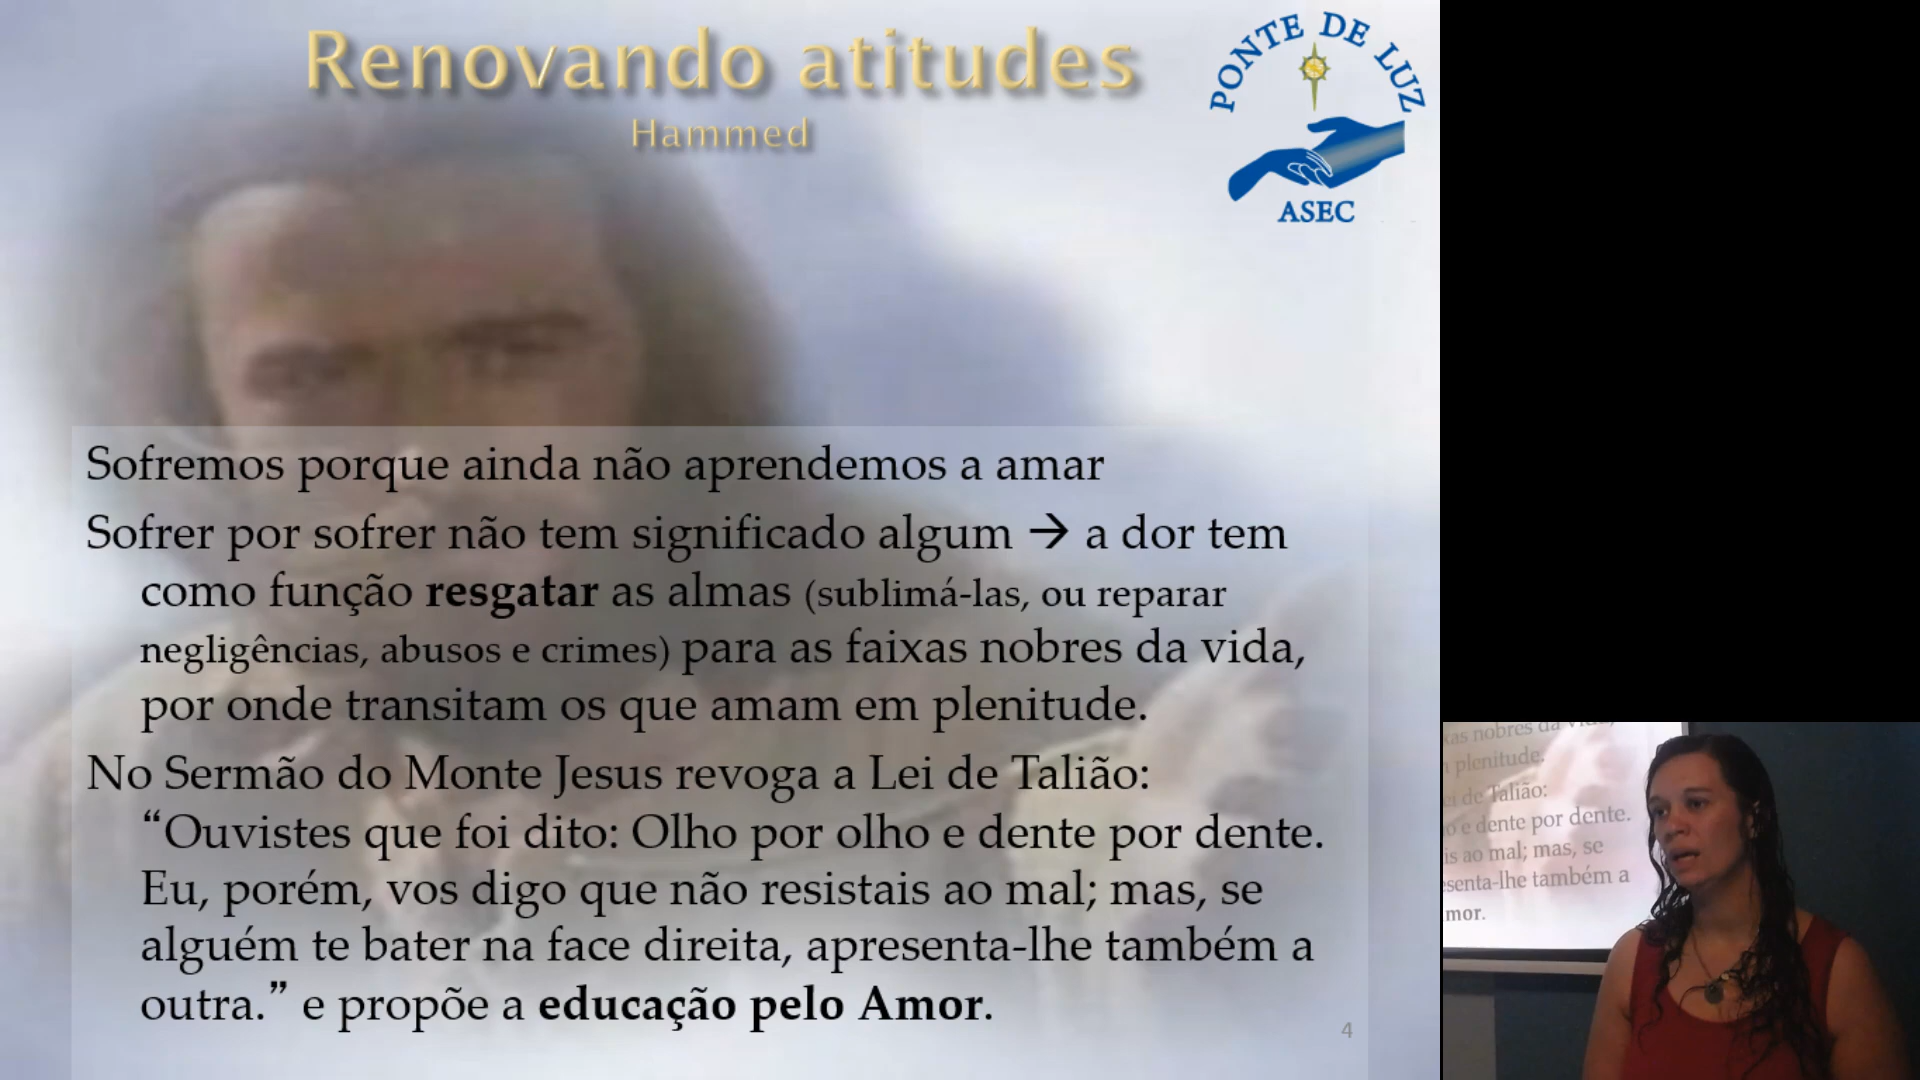 Renovando atitudes
Hammed
PONTE DE LUZ
ASEC
Sofremos porque ainda não aprendemos a amar
Sofrer por sofrer não tem significado algum → a dor tem
como função resgatar as almas (sublimá-las, ou reparar
negligências, abusos e crimes) para as faixas nobres da vida,
por onde transitam os que amam em plenitude.
No Sermão do Monte Jesus revoga a Lei de Talião:
“Ouvistes que foi dito: Olho por olho e dente por dente.
Eu, porém, vos digo que não resistais ao mal; mas, se
alguém te bater na face direita, apresenta-lhe também a
outra.” e propõe a educação pelo Amor.
4
nobres da vida,
plenitude.
de Talião:
e dente por dente.
is ao mal; mas, se
senta-lhe também a
mor.